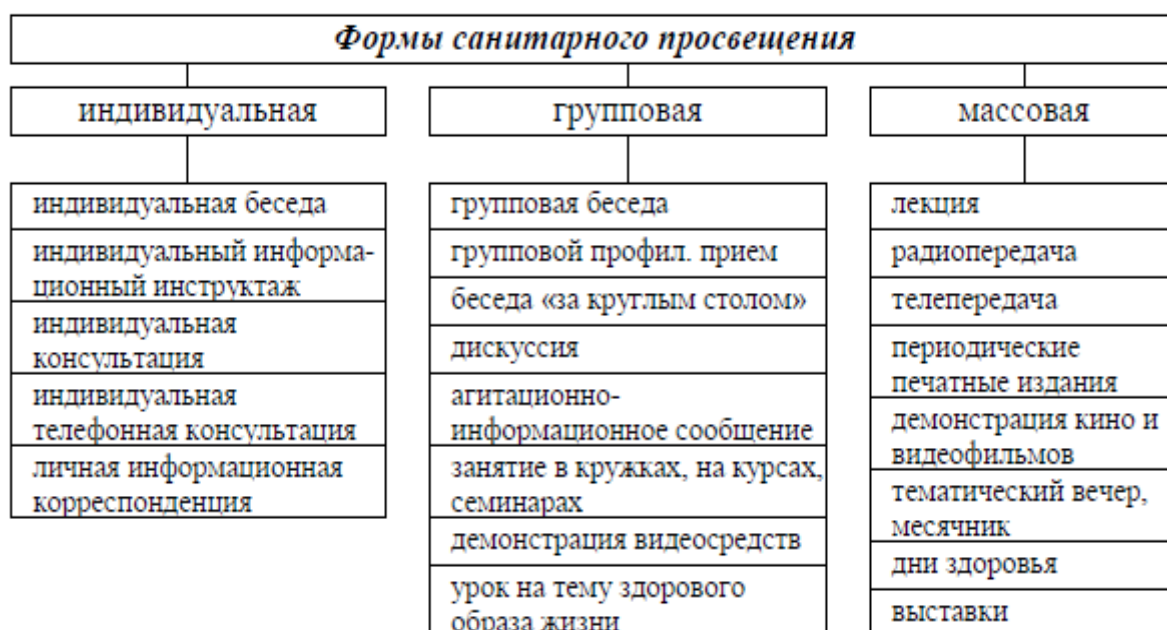 Формы санитарного просвещения
индивидуальная
групповая
массовая
индивидуальная беседа
индивидуальный информа-
ционный инструктаж
индивидуальная
консультация
индивидуальная
телефонная консультация
личная информационная
корреспонденция
групповая беседа
групповой профил. прием
беседа «за круглым столом»
дискуссия
агитационно-
информационное сообщение
занятие в кружках, на курсах,
семинарах
демонстрация видеосредств
урок на тему здорового
образа жизни
лекция
радиопередача
телепередача
периодические
печатные издания
демонстрация кино и
видеофильмов
тематический вечер,
месячник
дни здоровья
выставки